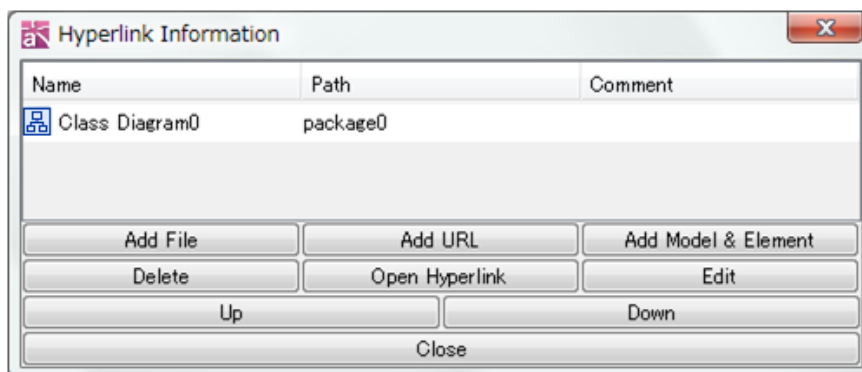 Hyperlink Information
Name Path Comment
Class Diagram0 package0
Add File Add URL Add Model & Element
Delete Open Hyperlink Edit
Up Down
Close